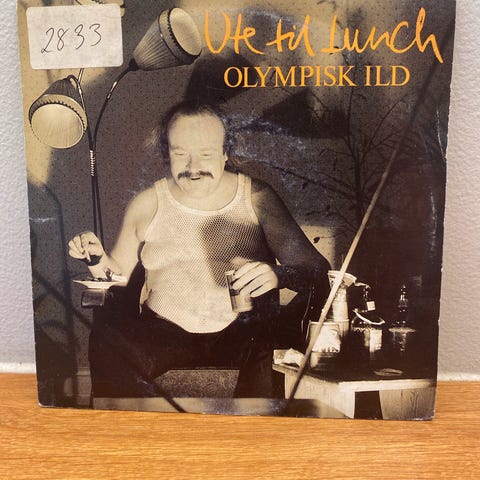 2833
Ute til Lunch
OLYMPISK ILD